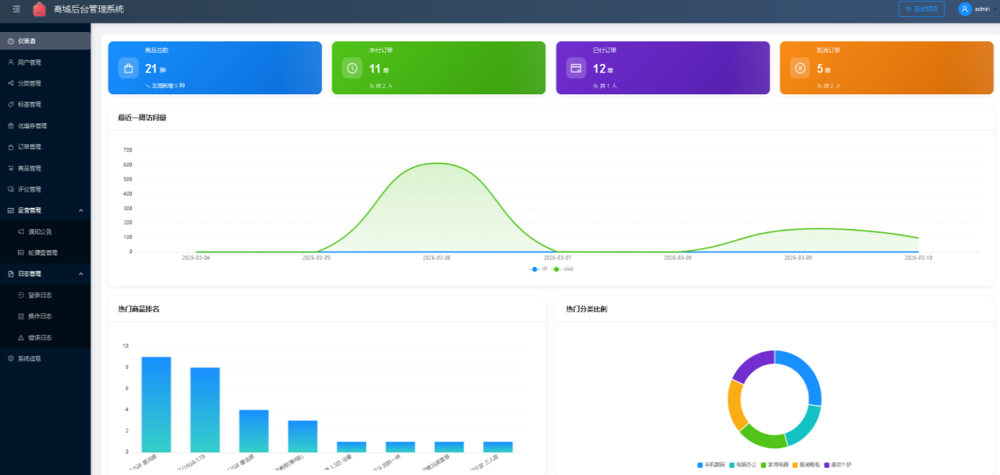 商城后台管理系统
前台预览
admin
仪表盘
用户管理
分类管理
标签管理
优惠券管理
订单管理
商品管理
评论管理
运营管理
通知公告
轮播图管理
日志管理
登录日志
操作日志
错误日志
系统信息
商品总数
21 种
本周新增 0 种
未付订单
11 单
共 2 人
已付订单
12 单
共 1 人
取消订单
5 单
共 2 人
最近一周访问量
700
600
500
400
300
200
100
0
2026-03-04 2026-03-05 2026-03-06 2026-03-07 2026-03-08 2026-03-09 2026-03-10
IP visit
热门商品排名
10
8
6
4
2
0
热门分类比例
手机数码 电脑办公 家用电器 服装鞋包 美妆个护